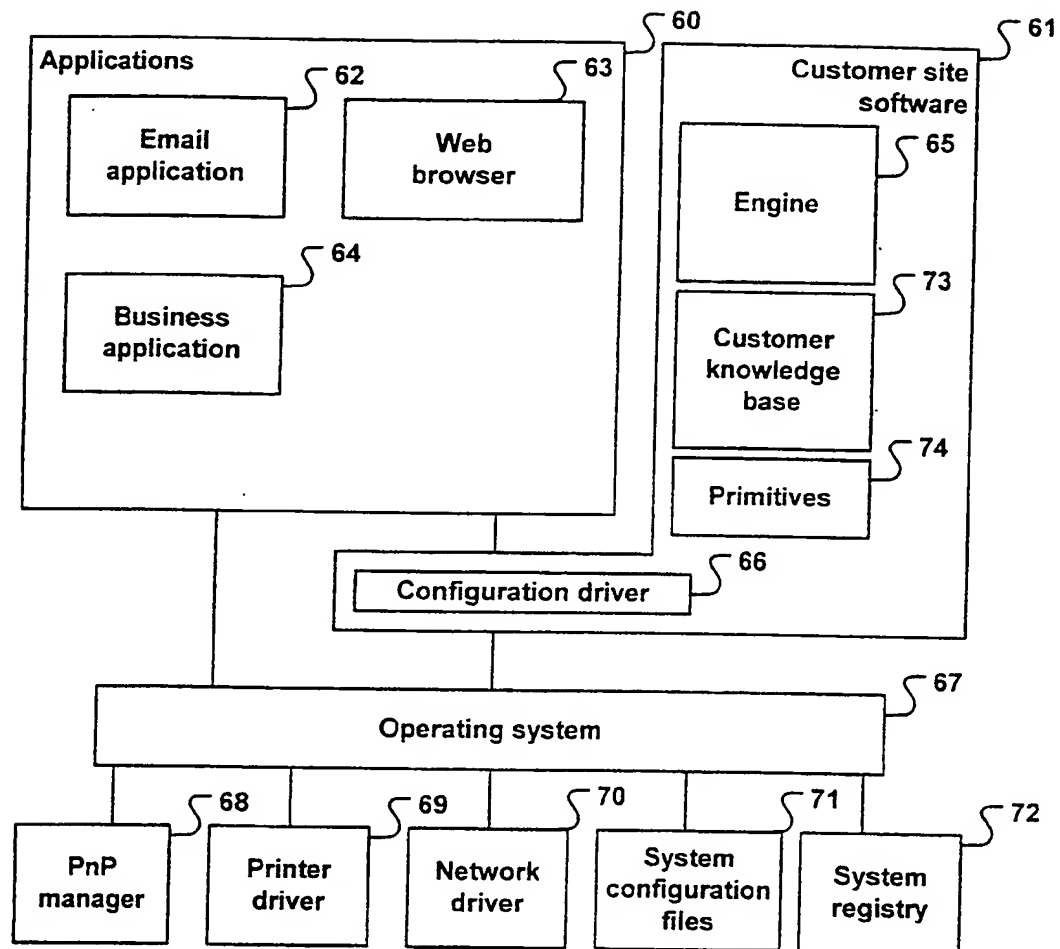 60
61
Applications
62
63
Customer site
software
Email
application
Web
browser
65
Engine
64
Business
application
73
Customer
knowledge
base
74
Primitives
66
Configuration driver
67
Operating system
68
69
70
71
72
PnP
manager
Printer
driver
Network
driver
System
configuration
files
System
registry